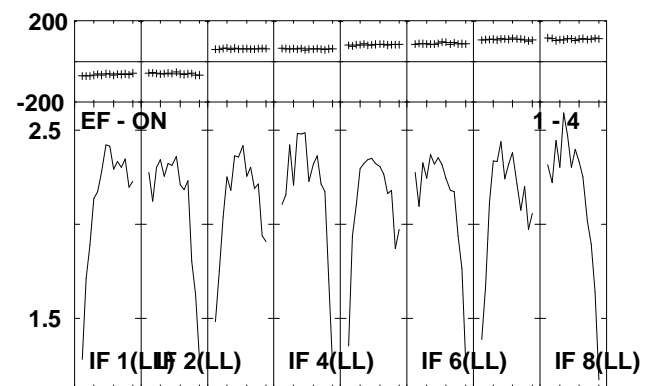 200
-200
EF - ON 1 - 4
2.5
1.5
IF 1(LL) IF 2(LL) IF 4(LL) IF 6(LL) IF 8(LL)